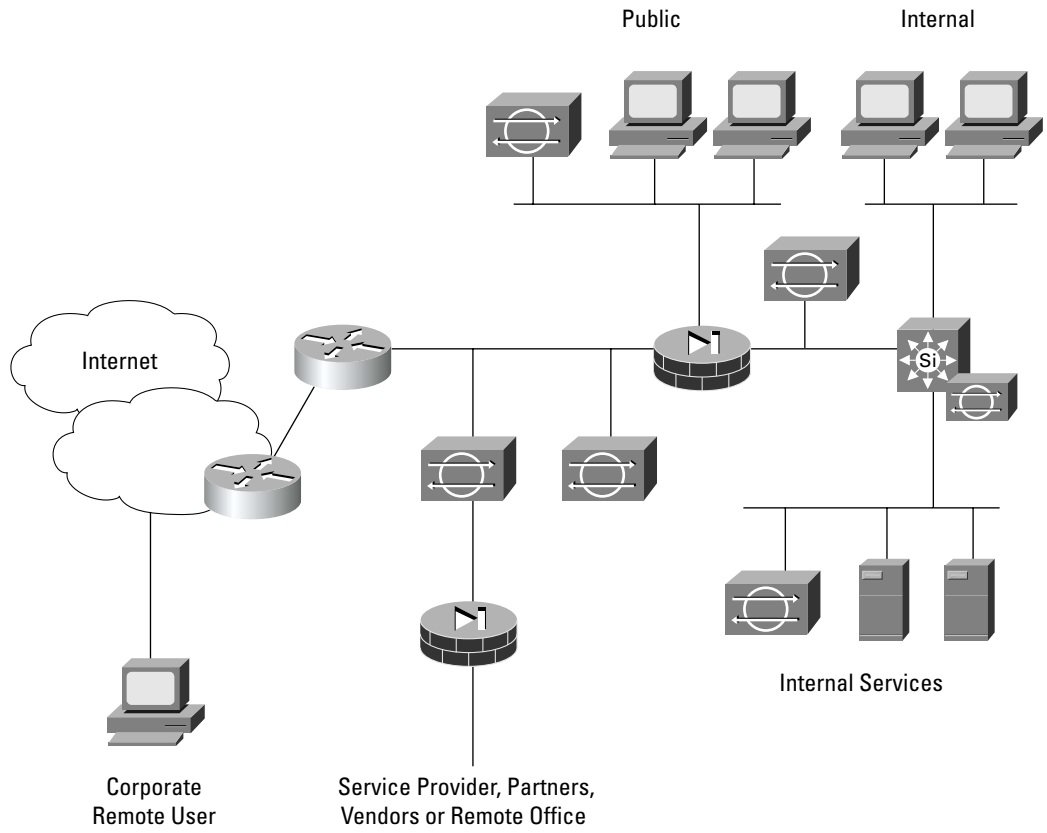 Public
Internal
Internet
Si
Internal Services
Corporate
Remote User
Service Provider, Partners,
Vendors or Remote Office